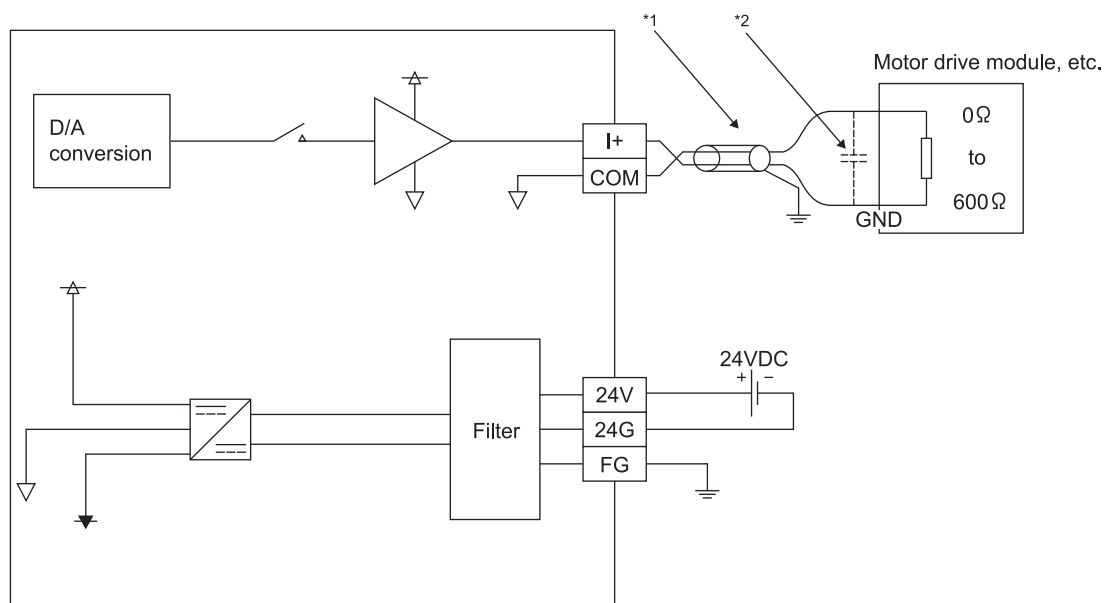 *1
*2
Motor drive module, etc.
D/A
conversion
I+
COM
0Ω
to
600Ω
GND
24VDC
+ −
Filter
24V
24G
FG